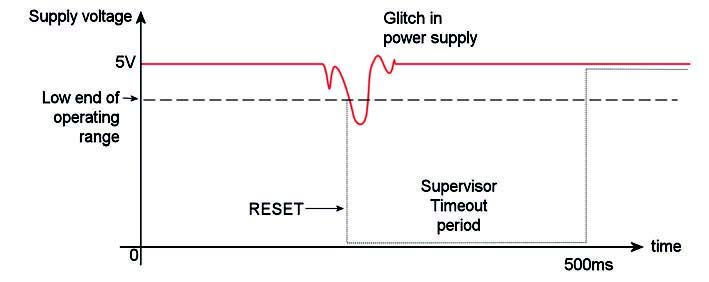 Supply voltage
Glitch in
power supply
5V
Low end of
operating
range
Supervisor
Timeout
period
RESET
time
0
500ms